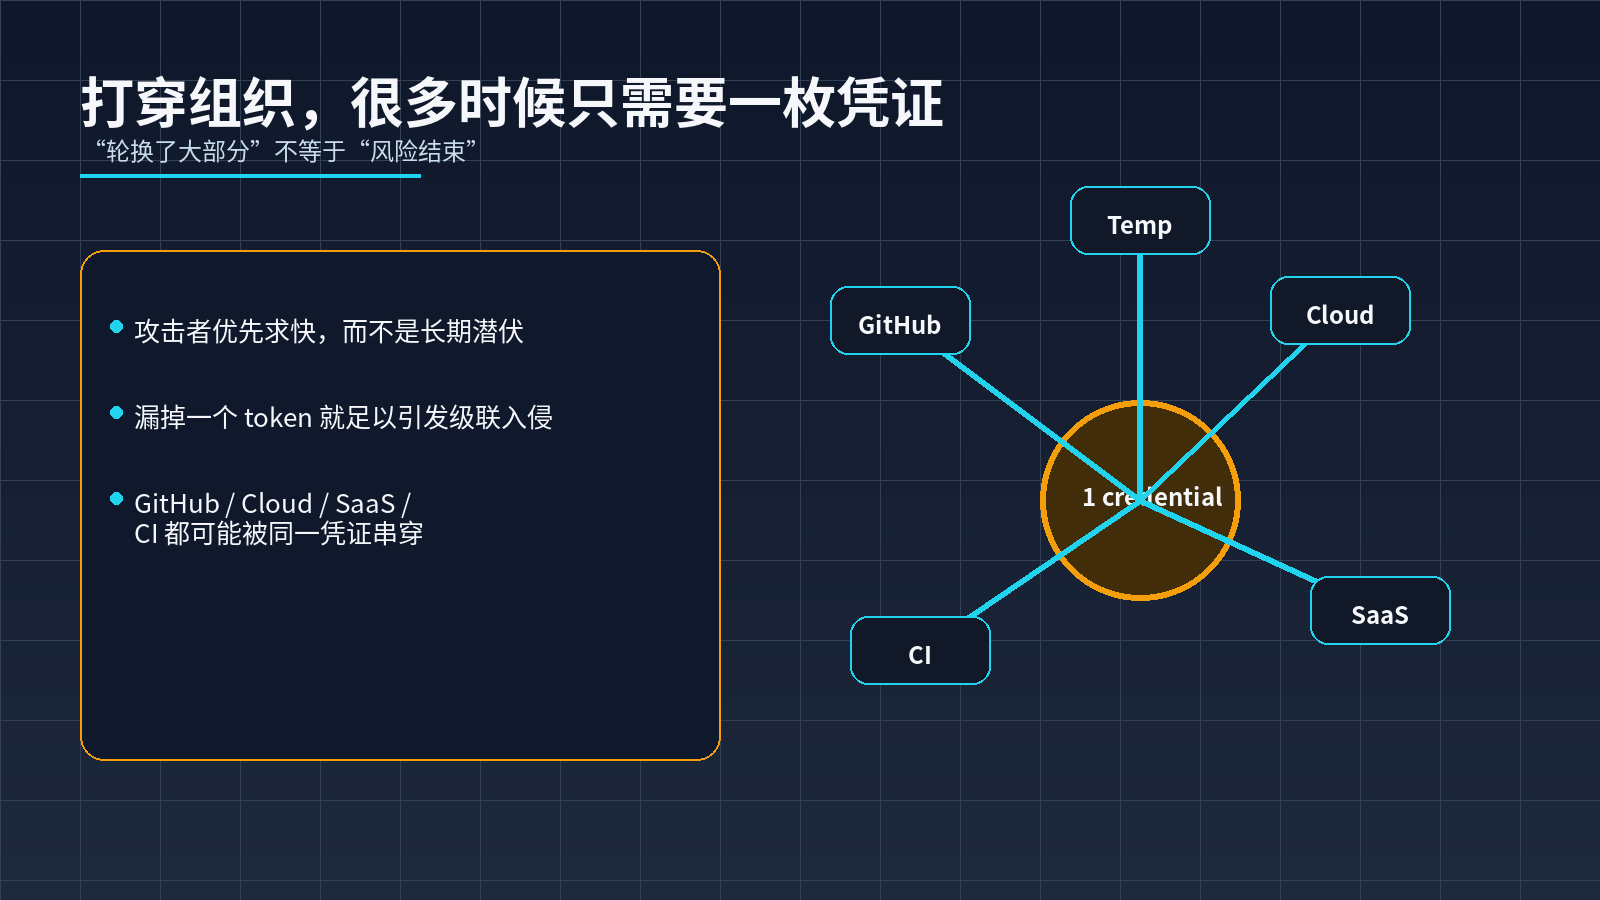 打穿组织，很多时候只需要一枚凭证
“轮换了大部分”不等于“风险结束”
攻击者优先求快，而不是长期潜伏
漏掉一个 token 就足以引发级联入侵
GitHub / Cloud / SaaS /
CI 都可能被同一凭证串穿
Temp
GitHub
Cloud
1 credential
SaaS
CI